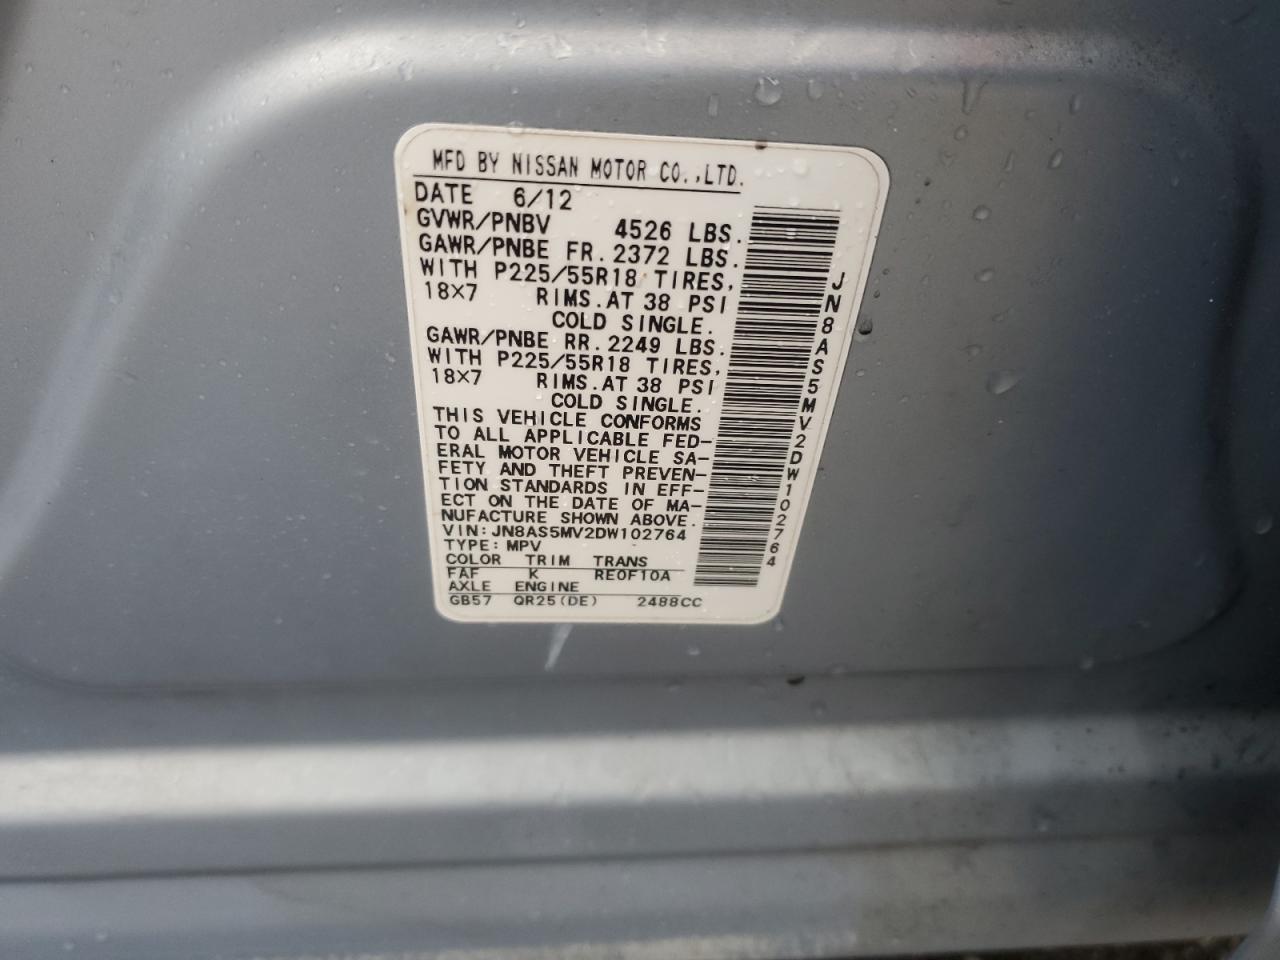 MFD BY NISSAN MOTOR CO.,LTD.
DATE 6/12
GVWR/PNBV 4526 LBS.
GAWR/PNBE FR. 2372 LBS.
WITH P225/55R18 TIRES,
18×7 RIMS. AT 38 PSI
COLD SINGLE.
GAWR/PNBE RR. 2249 LBS.
WITH P225/55R18 TIRES,
18×7 RIMS. AT 38 PSI
COLD SINGLE.
THIS VEHICLE CONFORMS
TO ALL APPLICABLE FED-
ERAL MOTOR VEHICLE SA-
FETY AND THEFT PREVEN-
TION STANDARDS IN EFF-
ECT ON THE DATE OF MA-
NUFACTURE SHOWN ABOVE.
VIN: JN8AS5MV2DW102764
TYPE: MPV
COLOR TRIM TRANS
FAF K RE0F10A
AXLE ENGINE
GB57 QR25(DE) 2488CC
JN8AS5MV2DW102764